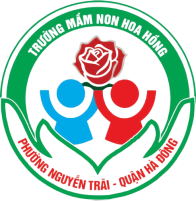 TRƯỜNG MẦM NON HOA HỒNG
PHƯỜNG NGUYỄN TRÃI - QUẬN HÀ ĐÔNG